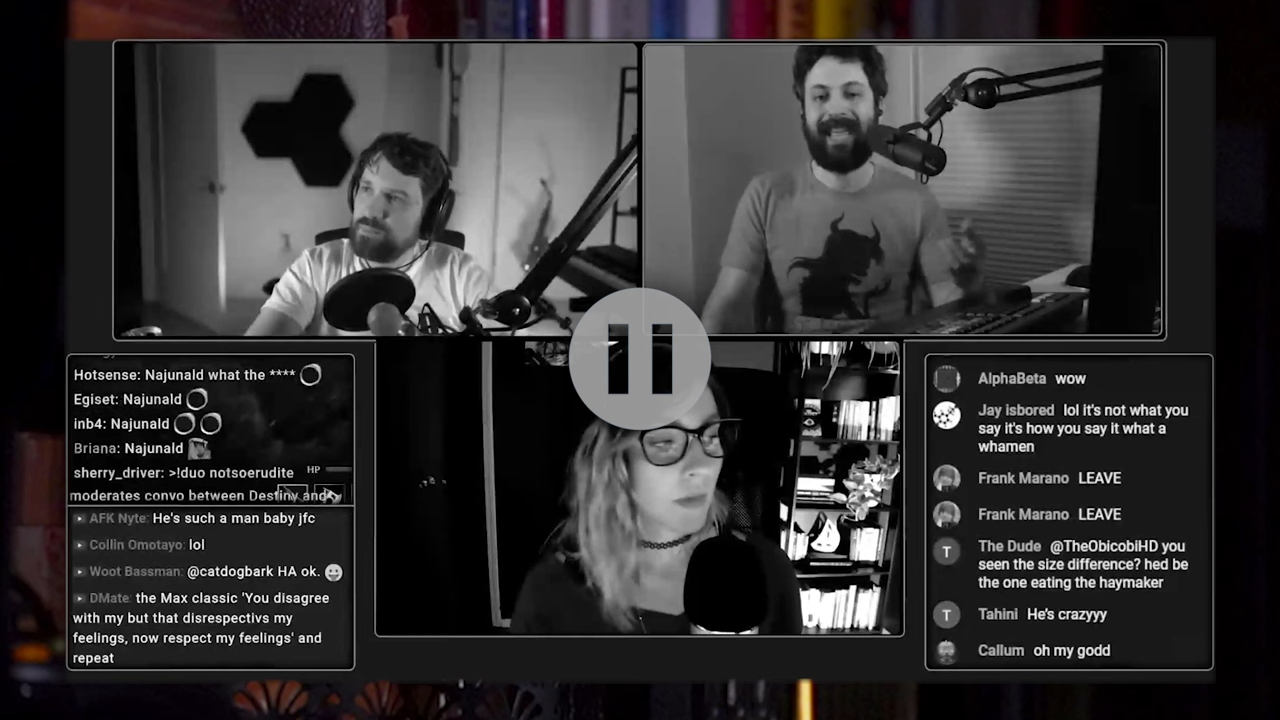 Hotsense: Najunald what the ****
Egiset: Najunald
inb4: Najunald
Briana: Najunald
sherry_driver: >!duo notsoerudite
HP
moderates convo between Destiny and
AFK Nyte: He's such a man baby jfc
Collin Omotayo: lol
Woot Bassman: @catdogbark HA ok.
DMate: the Max classic 'You disagree
with my but that disrespectivs my
feelings, now respect my feelings' and
repeat
AlphaBeta wow
Jay isbored lol it's not what you
say it's how you say it what a
whamen
Frank Marano LEAVE
Frank Marano LEAVE
T The Dude @TheObicobiHD you
seen the size difference? hed be
the one eating the haymaker
T Tahini He's crazyyy
Callum oh my godd